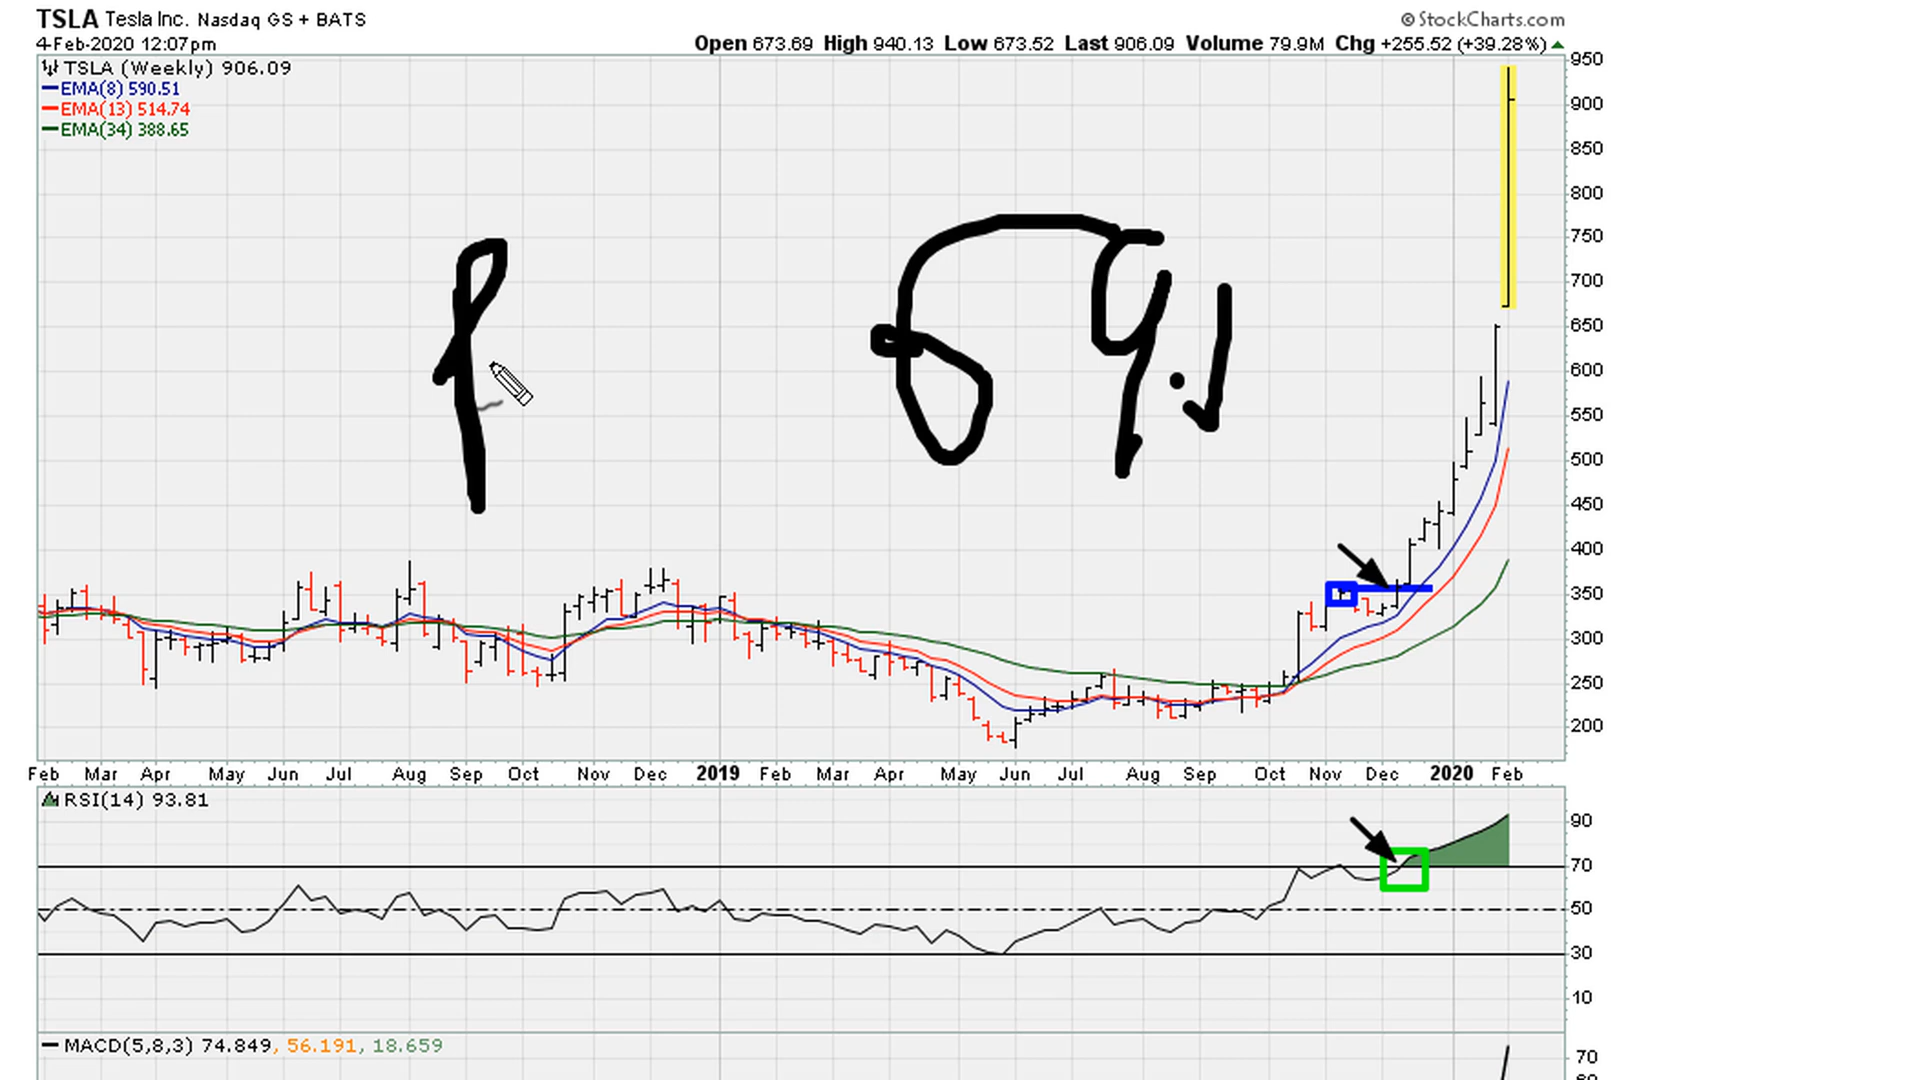 TSLA Tesla Inc. Nasdaq GS + BATS © StockCharts.com
4-Feb-2020 12:07pm Open 673.69 High 940.13 Low 673.52 Last 906.09 Volume 79.9M Chg +255.52 (+39.28%)
TSLA (Weekly) 906.09
EMA(8) 590.51
EMA(13) 514.74
EMA(34) 388.65
950
900
850
800
750
700
650
600
550
500
450
400
350
300
250
200
Feb Mar Apr May Jun Jul Aug Sep Oct Nov Dec 2019 Feb Mar Apr May Jun Jul Aug Sep Oct Nov Dec 2020 Feb
RSI(14) 93.81
90
70
50
30
10
MACD(5,8,3) 74.849, 56.191, 18.659
70